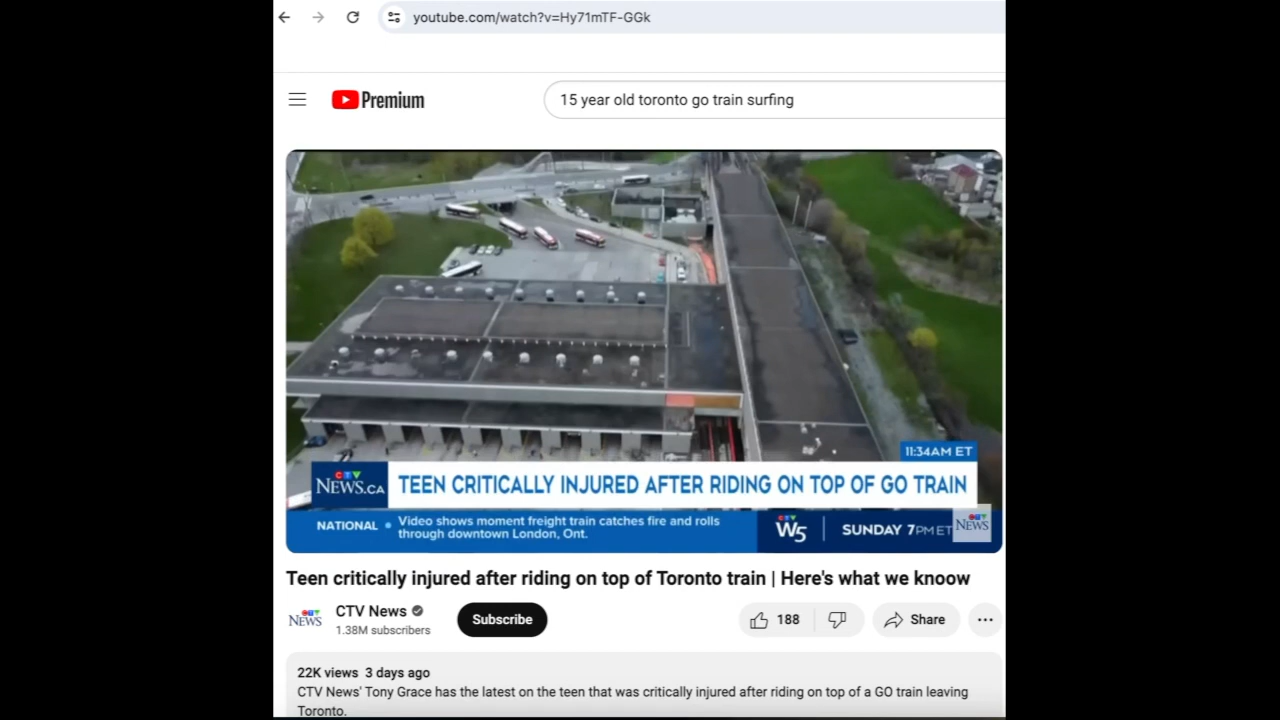 youtube.com/watch?v=Hy71mTF-GGk
Premium
15 year old toronto go train surfing
11:34AM ET
CTV
NEWS.CA
TEEN CRITICALLY INJURED AFTER RIDING ON TOP OF GO TRAIN
NATIONAL • Video shows moment freight train catches fire and rolls
through downtown London, Ont.
CTV
W5
SUNDAY 7PM ET
CTV
NEWS
Teen critically injured after riding on top of Toronto train | Here's what we knoow
CTV
NEWS
CTV News
1.38M subscribers
Subscribe
188
Share
22K views 3 days ago
CTV News' Tony Grace has the latest on the teen that was critically injured after riding on top of a GO train leaving
Toronto.